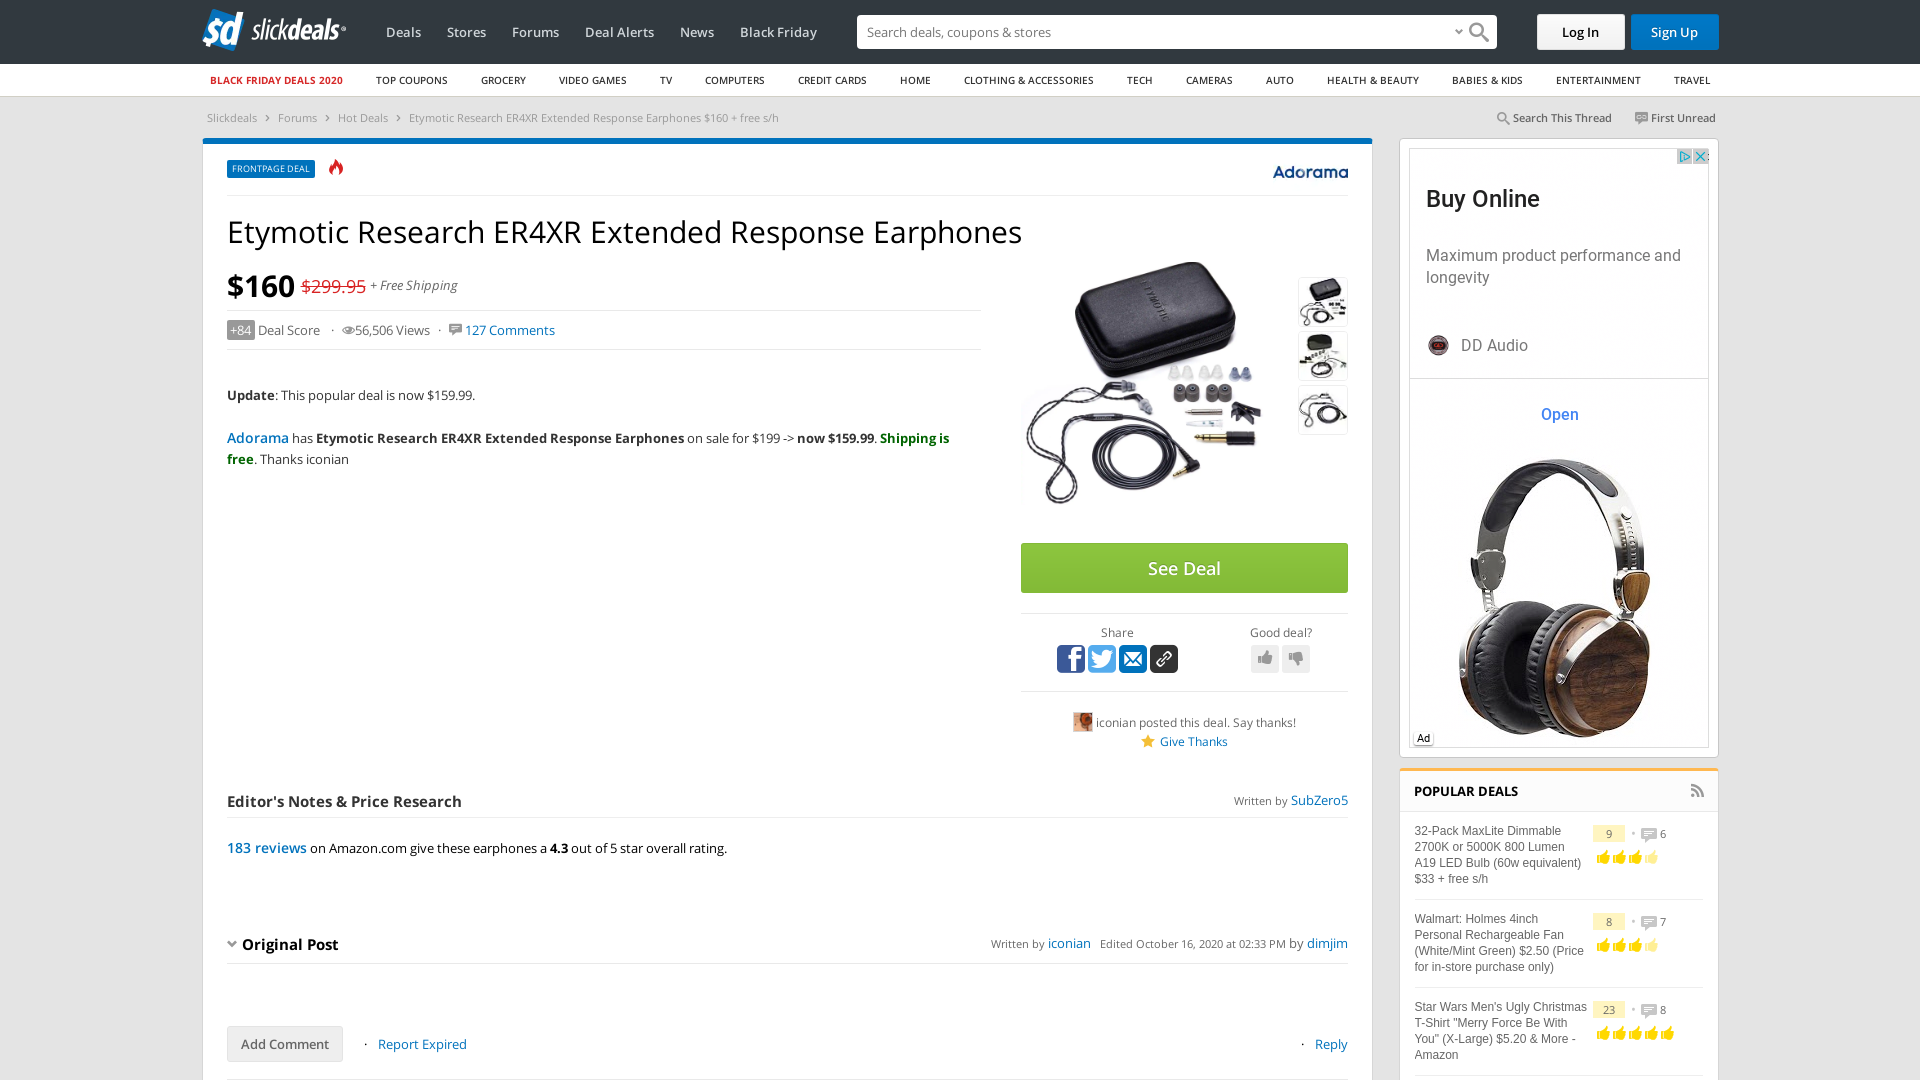 slickdeals
Deals
Stores
Forums
Deal Alerts
News
Black Friday
Search deals, coupons & stores
Log In
Sign Up
BLACK FRIDAY DEALS 2020
TOP COUPONS
GROCERY
VIDEO GAMES
TV
COMPUTERS
CREDIT CARDS
HOME
CLOTHING & ACCESSORIES
TECH
CAMERAS
AUTO
HEALTH & BEAUTY
BABIES & KIDS
ENTERTAINMENT
TRAVEL
Slickdeals > Forums > Hot Deals > Etymotic Research ER4XR Extended Response Earphones $160 + free s/h
Search This Thread
First Unread
FRONTPAGE DEAL
Adorama
Etymotic Research ER4XR Extended Response Earphones
$160 $299.95 + Free Shipping
+84 Deal Score · 56,506 Views · 127 Comments
Update: This popular deal is now $159.99.
Adorama has Etymotic Research ER4XR Extended Response Earphones on sale for $199 -> now $159.99. Shipping is
free. Thanks iconian
ETYMOTIC
See Deal
Share
Good deal?
iconian posted this deal. Say thanks!
Give Thanks
Editor's Notes & Price Research
Written by SubZero5
183 reviews on Amazon.com give these earphones a 4.3 out of 5 star overall rating.
Original Post
Written by iconian Edited October 16, 2020 at 02:33 PM by dimjim
Add Comment
· Report Expired
· Reply
Buy Online
Maximum product performance and
longevity
DD Audio
Open
Ad
POPULAR DEALS
32-Pack MaxLite Dimmable
2700K or 5000K 800 Lumen
A19 LED Bulb (60w equivalent)
$33 + free s/h
9 • 6
Walmart: Holmes 4inch
Personal Rechargeable Fan
(White/Mint Green) $2.50 (Price
for in-store purchase only)
8 • 7
Star Wars Men's Ugly Christmas
T-Shirt "Merry Force Be With
You" (X-Large) $5.20 & More -
Amazon
23 • 8